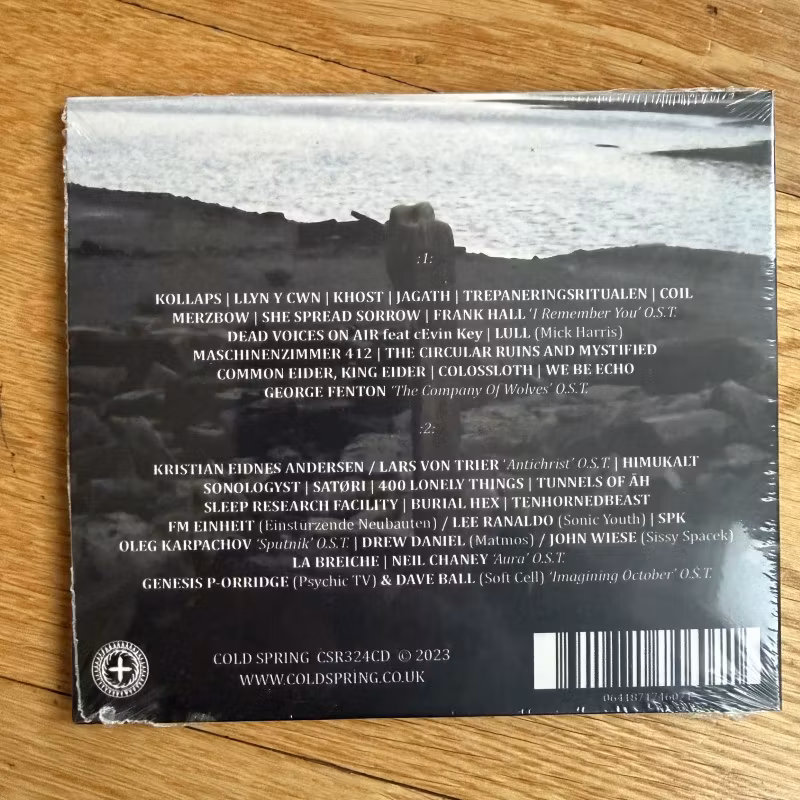 :1:
KOLLAPS | LLYN Y CWN | KHOST | JAGATH | TREPANERINGSRITUALEN | COIL
MERZBOW | SHE SPREAD SORROW | FRANK HALL 'I Remember You' O.S.T.
DEAD VOICES ON AIR feat cEvin Key | LULL (Mick Harris)
MASCHINENZIMMER 412 | THE CIRCULAR RUINS AND MYSTIFIED
COMMON EIDER, KING EIDER | COLOSSLOTH | WE BE ECHO
GEORGE FENTON 'The Company Of Wolves' O.S.T.
:2:
KRISTIAN EIDNES ANDERSEN / LARS VON TRIER 'Antichrist' O.S.T. | HIMUKALT
SONOLOGYST | SATØRI | 400 LONELY THINGS | TUNNELS OF ĀH
SLEEP RESEARCH FACILITY | BURIAL HEX | TENHORNEDBEAST
FM EINHEIT (Einsturzende Neubauten) / LEE RANALDO (Sonic Youth) | SPK
OLEG KARPACHOV 'Sputnik' O.S.T. | DREW DANIEL (Matmos) / JOHN WIESE (Sissy Spacek)
LA BREICHE | NEIL CHANEY 'Aura' O.S.T.
GENESIS P-ORRIDGE (Psychic TV) & DAVE BALL (Soft Cell) 'Imagining October' O.S.T.
COLD SPRING CSR324CD © 2023
WWW.COLDSPRING.CO.UK